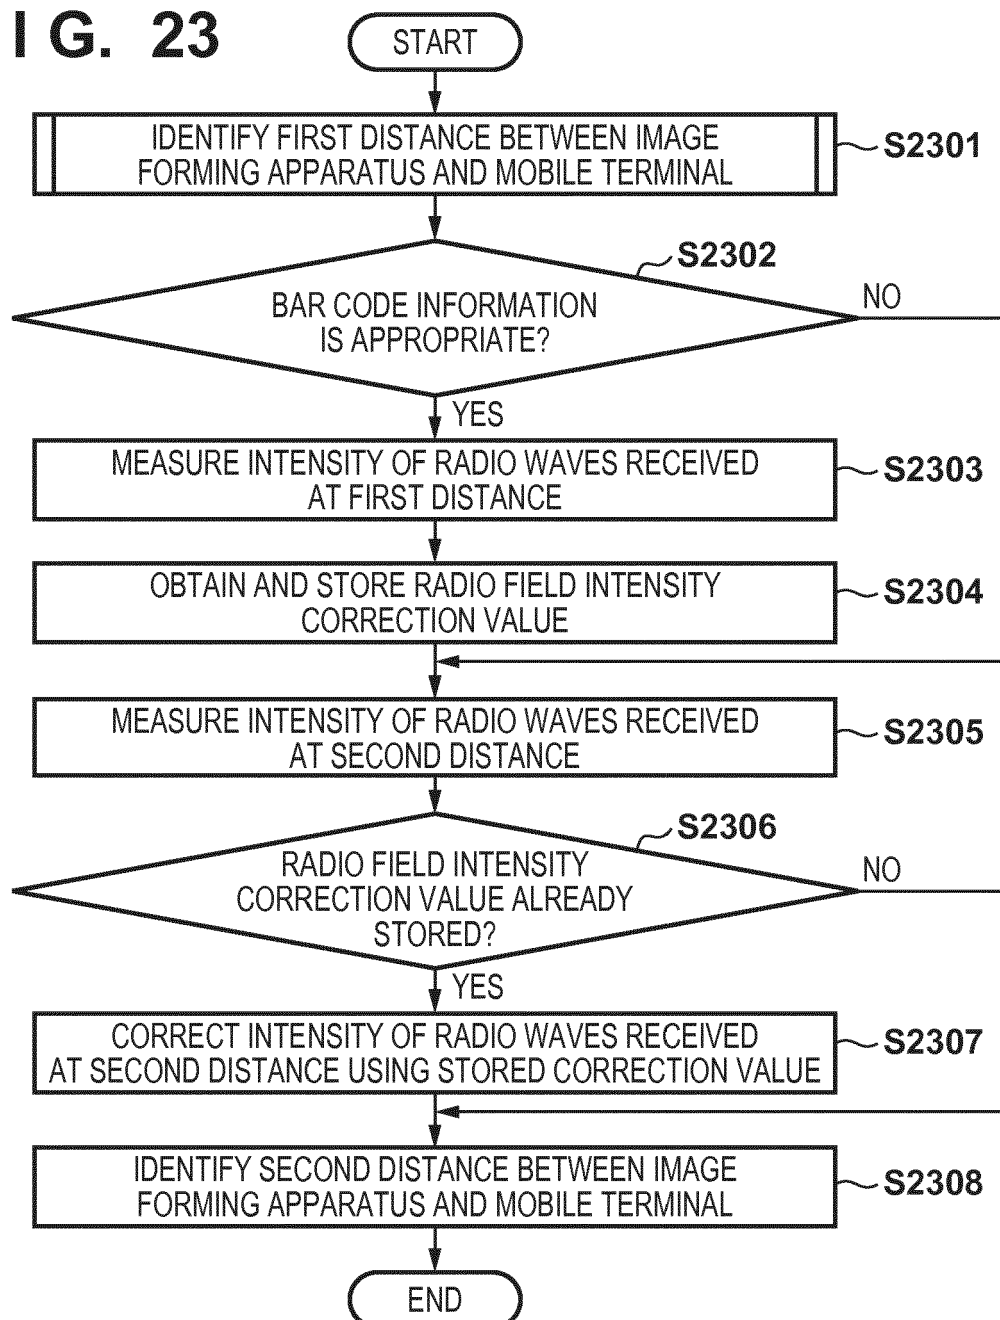 I G. 23
START
IDENTIFY FIRST DISTANCE BETWEEN IMAGE
FORMING APPARATUS AND MOBILE TERMINAL
S2301
S2302
BAR CODE INFORMATION
IS APPROPRIATE?
NO
YES
MEASURE INTENSITY OF RADIO WAVES RECEIVED
AT FIRST DISTANCE
S2303
OBTAIN AND STORE RADIO FIELD INTENSITY
CORRECTION VALUE
S2304
MEASURE INTENSITY OF RADIO WAVES RECEIVED
AT SECOND DISTANCE
S2305
S2306
RADIO FIELD INTENSITY
CORRECTION VALUE ALREADY
STORED?
NO
YES
CORRECT INTENSITY OF RADIO WAVES RECEIVED
AT SECOND DISTANCE USING STORED CORRECTION VALUE
S2307
IDENTIFY SECOND DISTANCE BETWEEN IMAGE
FORMING APPARATUS AND MOBILE TERMINAL
S2308
END